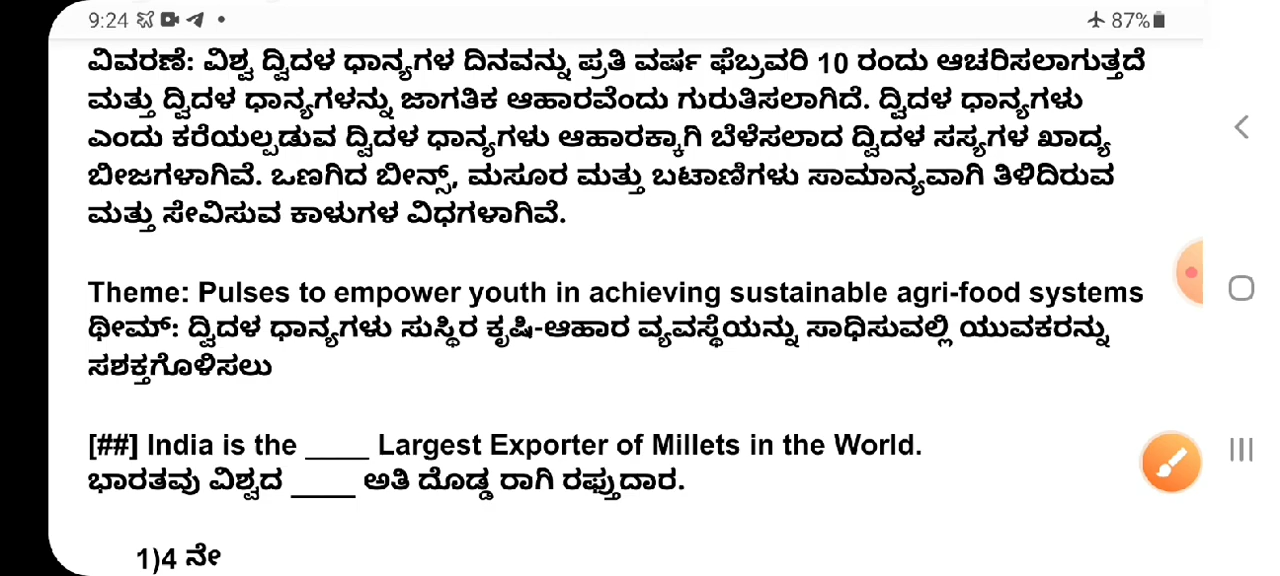 9:24
87%
ವಿವರಣೆ: ವಿಶ್ವ ದ್ವಿದಳ ಧಾನ್ಯಗಳ ದಿನವನ್ನು ಪ್ರತಿ ವರ್ಷ ಫೆಬ್ರವರಿ 10 ರಂದು ಆಚರಿಸಲಾಗುತ್ತದೆ
ಮತ್ತು ದ್ವಿದಳ ಧಾನ್ಯಗಳನ್ನು ಜಾಗತಿಕ ಆಹಾರವೆಂದು ಗುರುತಿಸಲಾಗಿದೆ. ದ್ವಿದಳ ಧಾನ್ಯಗಳು
ಎಂದು ಕರೆಯಲ್ಪಡುವ ದ್ವಿದಳ ಧಾನ್ಯಗಳು ಆಹಾರಕ್ಕಾಗಿ ಬೆಳೆಸಲಾದ ದ್ವಿದಳ ಸಸ್ಯಗಳ ಖಾದ್ಯ
ಬೀಜಗಳಾಗಿವೆ. ಒಣಗಿದ ಬೀನ್ಸ್, ಮಸೂರ ಮತ್ತು ಬಟಾಣಿಗಳು ಸಾಮಾನ್ಯವಾಗಿ ತಿಳಿದಿರುವ
ಮತ್ತು ಸೇವಿಸುವ ಕಾಳುಗಳ ವಿಧಗಳಾಗಿವೆ.
Theme: Pulses to empower youth in achieving sustainable agri-food systems
ಥೀಮ್: ದ್ವಿದಳ ಧಾನ್ಯಗಳು ಸುಸ್ಥಿರ ಕೃಷಿ-ಆಹಾರ ವ್ಯವಸ್ಥೆಯನ್ನು ಸಾಧಿಸುವಲ್ಲಿ ಯುವಕರನ್ನು
ಸಶಕ್ತಗೊಳಿಸಲು
[##] India is the ____ Largest Exporter of Millets in the World.
ಭಾರತವು ವಿಶ್ವದ ____ ಅತಿ ದೊಡ್ಡ ರಾಗಿ ರಫ್ತುದಾರ.
1)4 ನೇ